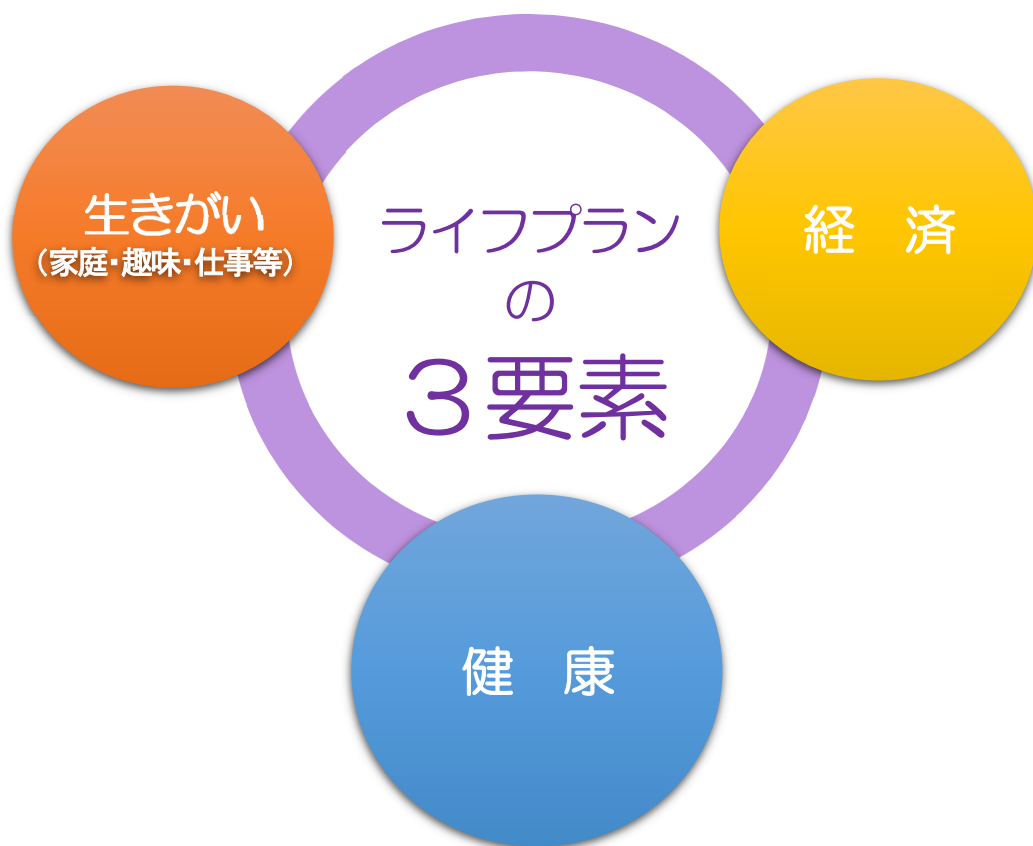 ライフプラン
の
3要素
生きがい
（家庭・趣味・仕事等）
経　済
健　康